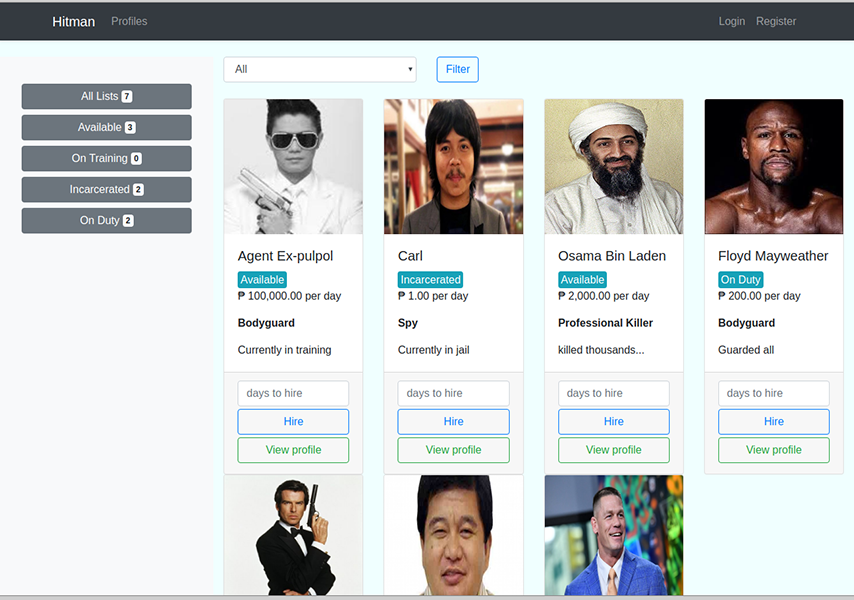 Hitman Profiles Login Register
All Filter
All Lists 7
Available 3
On Training 0
Incarcerated 2
On Duty 2
Agent Ex-pulpol
Available
₱ 100,000.00 per day
Bodyguard
Currently in training
days to hire
Hire
View profile
Carl
Incarcerated
₱ 1.00 per day
Spy
Currently in jail
days to hire
Hire
View profile
Osama Bin Laden
Available
₱ 2,000.00 per day
Professional Killer
killed thousands...
days to hire
Hire
View profile
Floyd Mayweather
On Duty
₱ 200.00 per day
Bodyguard
Guarded all
days to hire
Hire
View profile